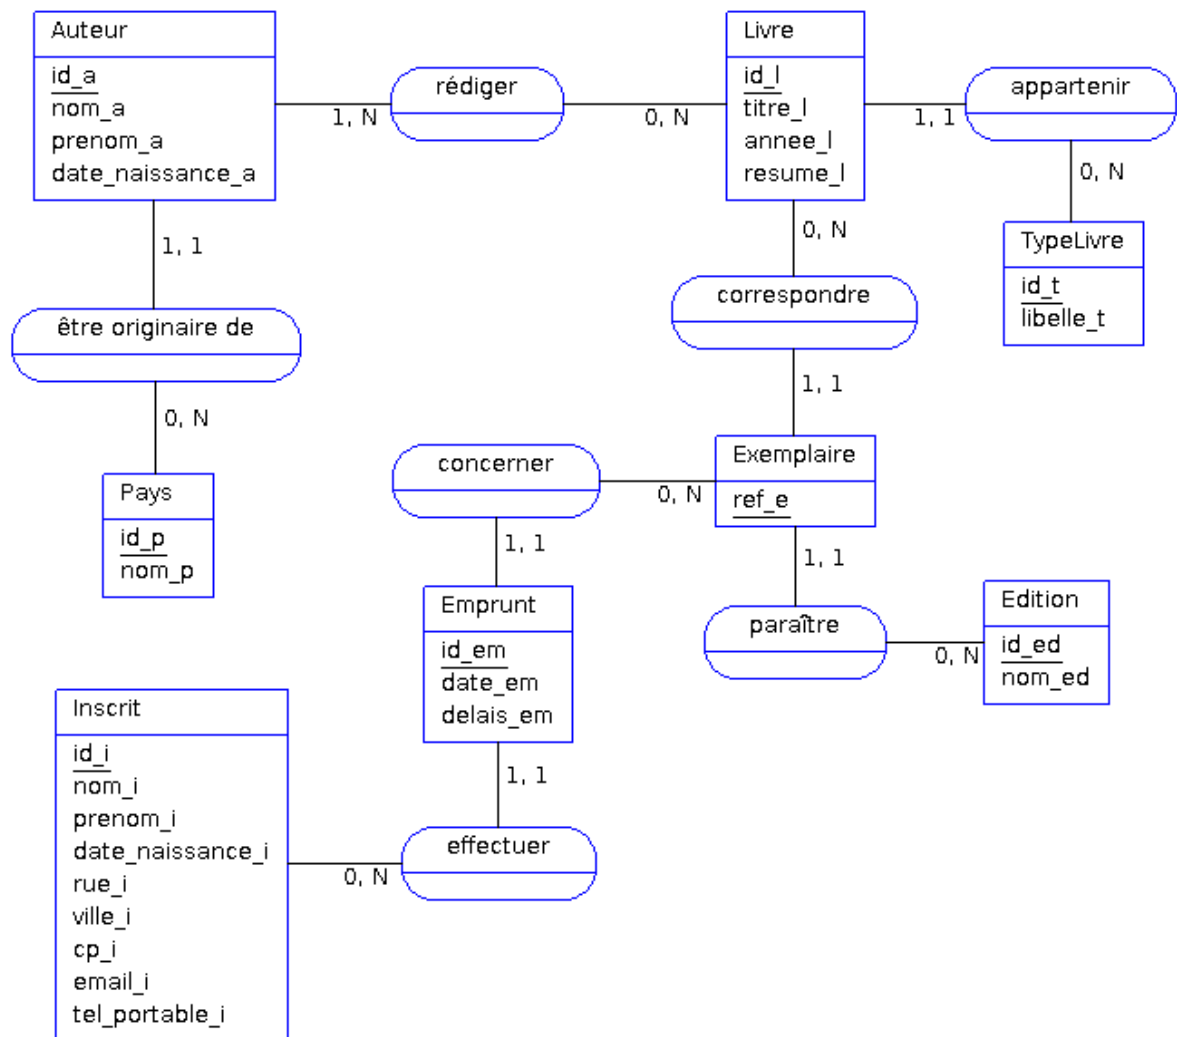 Auteur
id_a
nom_a
prenom_a
date_naissance_a
1, N
rédiger
0, N
Livre
id_l
titre_l
annee_l
resume_l
1, 1
appartenir
0, N
TypeLivre
id_t
libelle_t
1, 1
être originaire de
0, N
Pays
id_p
nom_p
0, N
correspondre
1, 1
Exemplaire
ref_e
0, N
concerner
1, 1
Emprunt
id_em
date_em
delais_em
1, 1
paraître
0, N
Edition
id_ed
nom_ed
1, 1
effectuer
0, N
Inscrit
id_i
nom_i
prenom_i
date_naissance_i
rue_i
ville_i
cp_i
email_i
tel_portable_i